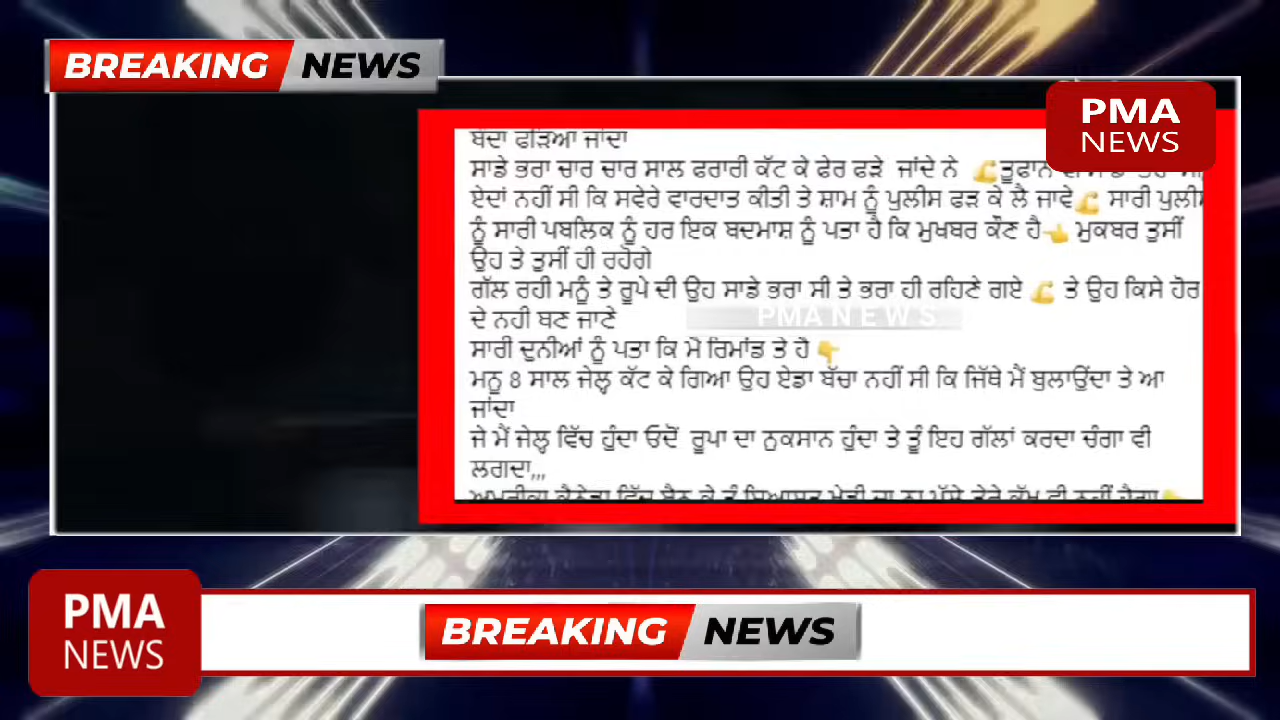 BREAKING NEWS
PMA
NEWS
ਬੰਦਾ ਫੜਿਆ ਜਾਂਦਾ
ਸਾਡੇ ਭਰਾ ਚਾਰ ਚਾਰ ਸਾਲ ਫਰਾਰੀ ਕੱਟ ਕੇ ਫੇਰ ਫੜੇ ਜਾਂਦੇ ਨੇ 💪ਤੂਫਾਨ
ਏਦਾਂ ਨਹੀਂ ਸੀ ਕਿ ਸਵੇਰੇ ਵਾਰਦਾਤ ਕੀਤੀ ਤੇ ਸ਼ਾਮ ਨੂੰ ਪੁਲੀਸ ਫੜ ਕੇ ਲੈ ਜਾਵੇ💪 ਸਾਰੀ ਪੁਲੀਸ
ਨੂੰ ਸਾਰੀ ਪਬਲਿਕ ਨੂੰ ਹਰ ਇਕ ਬਦਮਾਸ਼ ਨੂੰ ਪਤਾ ਹੈ ਕਿ ਮੁਖਬਰ ਕੌਣ ਹੈ👈 ਮੁਕਬਰ ਤੁਸੀਂ
ਉਹ ਤੇ ਤੁਸੀਂ ਹੀ ਰਹੋਗੇ
ਗੱਲ ਰਹੀ ਮਨੂੰ ਤੇ ਰੂਪੇ ਦੀ ਉਹ ਸਾਡੇ ਭਰਾ ਸੀ ਤੇ ਭਰਾ ਹੀ ਰਹਿਣੇ ਗਏ 💪 ਤੇ ਉਹ ਕਿਸੇ ਹੋਰ
ਦੇ ਨਹੀ ਬਣ ਜਾਣੇ
PMA NEWS
ਸਾਰੀ ਦੁਨੀਆਂ ਨੂੰ ਪਤਾ ਕਿ ਮੈਂ ਰਿਮਾਂਡ ਤੇ ਹੈ 👇
ਮਨੂ 8 ਸਾਲ ਜੇਲ੍ਹ ਕੱਟ ਕੇ ਗਿਆ ਉਹ ਏਡਾ ਬੱਚਾ ਨਹੀਂ ਸੀ ਕਿ ਜਿੱਥੇ ਮੈਂ ਬੁਲਾਉਂਦਾ ਤੇ ਆ
ਜਾਂਦਾ
ਜੇ ਮੈਂ ਜੇਲ੍ਹ ਵਿੱਚ ਹੁੰਦਾ ਓਦੋਂ ਰੂਪਾ ਦਾ ਨੁਕਸਾਨ ਹੁੰਦਾ ਤੇ ਤੂੰ ਇਹ ਗੱਲਾਂ ਕਰਦਾ ਚੰਗਾ ਵੀ
ਲਗਦਾ,,,
PMA
NEWS
BREAKING NEWS